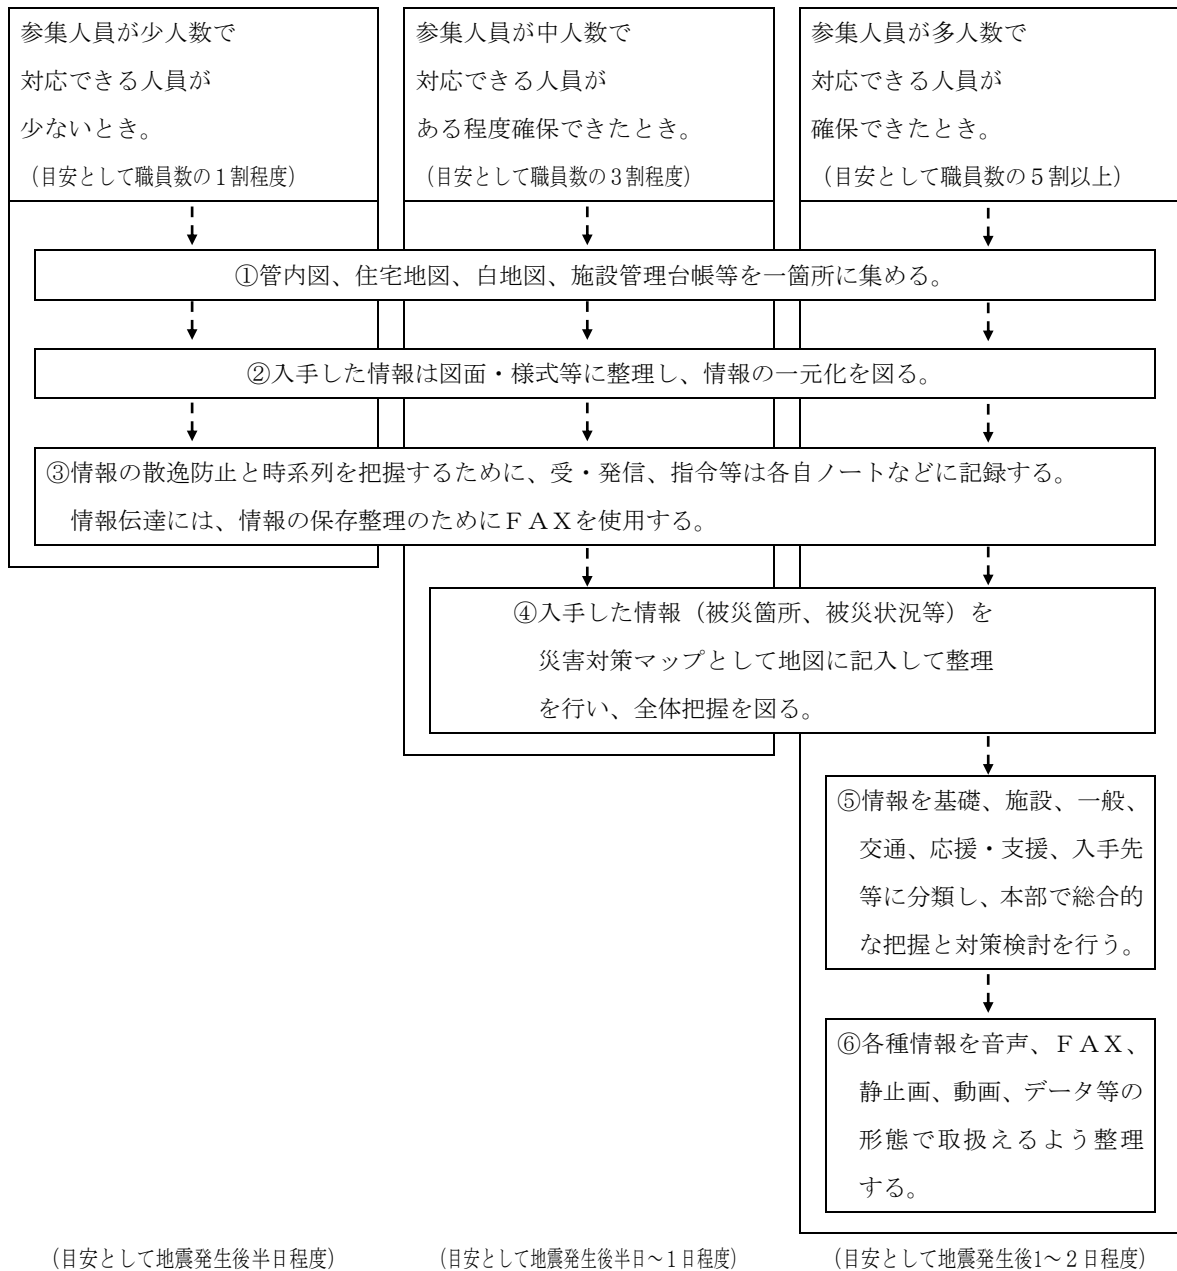 参集人員が少人数で
対応できる人員が
少ないとき。
(目安として職員数の1割程度)
参集人員が中人数で
対応できる人員が
ある程度確保できたとき。
(目安として職員数の3割程度)
参集人員が多人数で
対応できる人員が
確保できたとき。
(目安として職員数の5割以上)
①管内図、住宅地図、白地図、施設管理台帳等を一箇所に集める。
②入手した情報は図面・様式等に整理し、情報の一元化を図る。
③情報の散逸防止と時系列を把握するために、受・発信、指令等は各自ノートなどに記録する。
情報伝達には、情報の保存整理のためにＦＡＸを使用する。
④入手した情報（被災箇所、被災状況等）を
災害対策マップとして地図に記入して整理
を行い、全体把握を図る。
⑤情報を基礎、施設、一般、
交通、応援・支援、入手先
等に分類し、本部で総合的
な把握と対策検討を行う。
⑥各種情報を音声、ＦＡＸ、
静止画、動画、データ等の
形態で取扱えるよう整理
する。
(目安として地震発生後半日程度)
(目安として地震発生後半日～1日程度)
(目安として地震発生後1～2日程度)